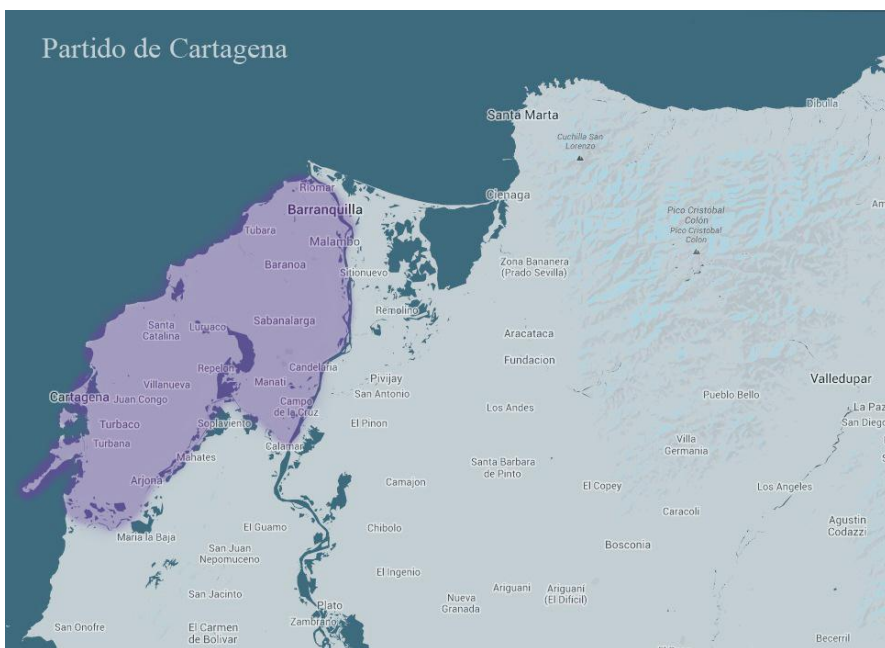 Partido de Cartagena
Dibulla
Santa Marta
Cuchilla San
Lorenzo
Riomar
Cienaga
Barranquilla
Pico Cristobal
Colón
Pico Cristobal
Colon
Tubara
Malambo
Baranoa
Sitionuevo
Zona Bananera
(Prado Sevilla)
Remolino
Sabanalarga
Santa
Catalina
Luruaco
Aracataca
Fundacion
Repelon
Candelaria
Manati
Pivijay
Valledupar
Villanueva
San Antonio
Pueblo Bello
Cartagena
Juan Congo
Campo
de la Cruz
Los Andes
La Paz
San Diego
Turbaco
Soplaviento
El Pinon
Turbana
Calamar
Villa
Germania
Mahates
Santa Barbara
de Pinto
Arjona
Camajon
El Copey
Los Angeles
Caracoli
El Guamo
Chibolo
Agustin
Codazzi
Maria la Baja
San Juan
Nepomuceno
Bosconia
El Ingenio
San Jacinto
Nueva
Granada
Ariguani
Ariguani
(El Dificil)
Plato
Zambrano
San Onofre
El Carmen
de Bolivar
Becerril